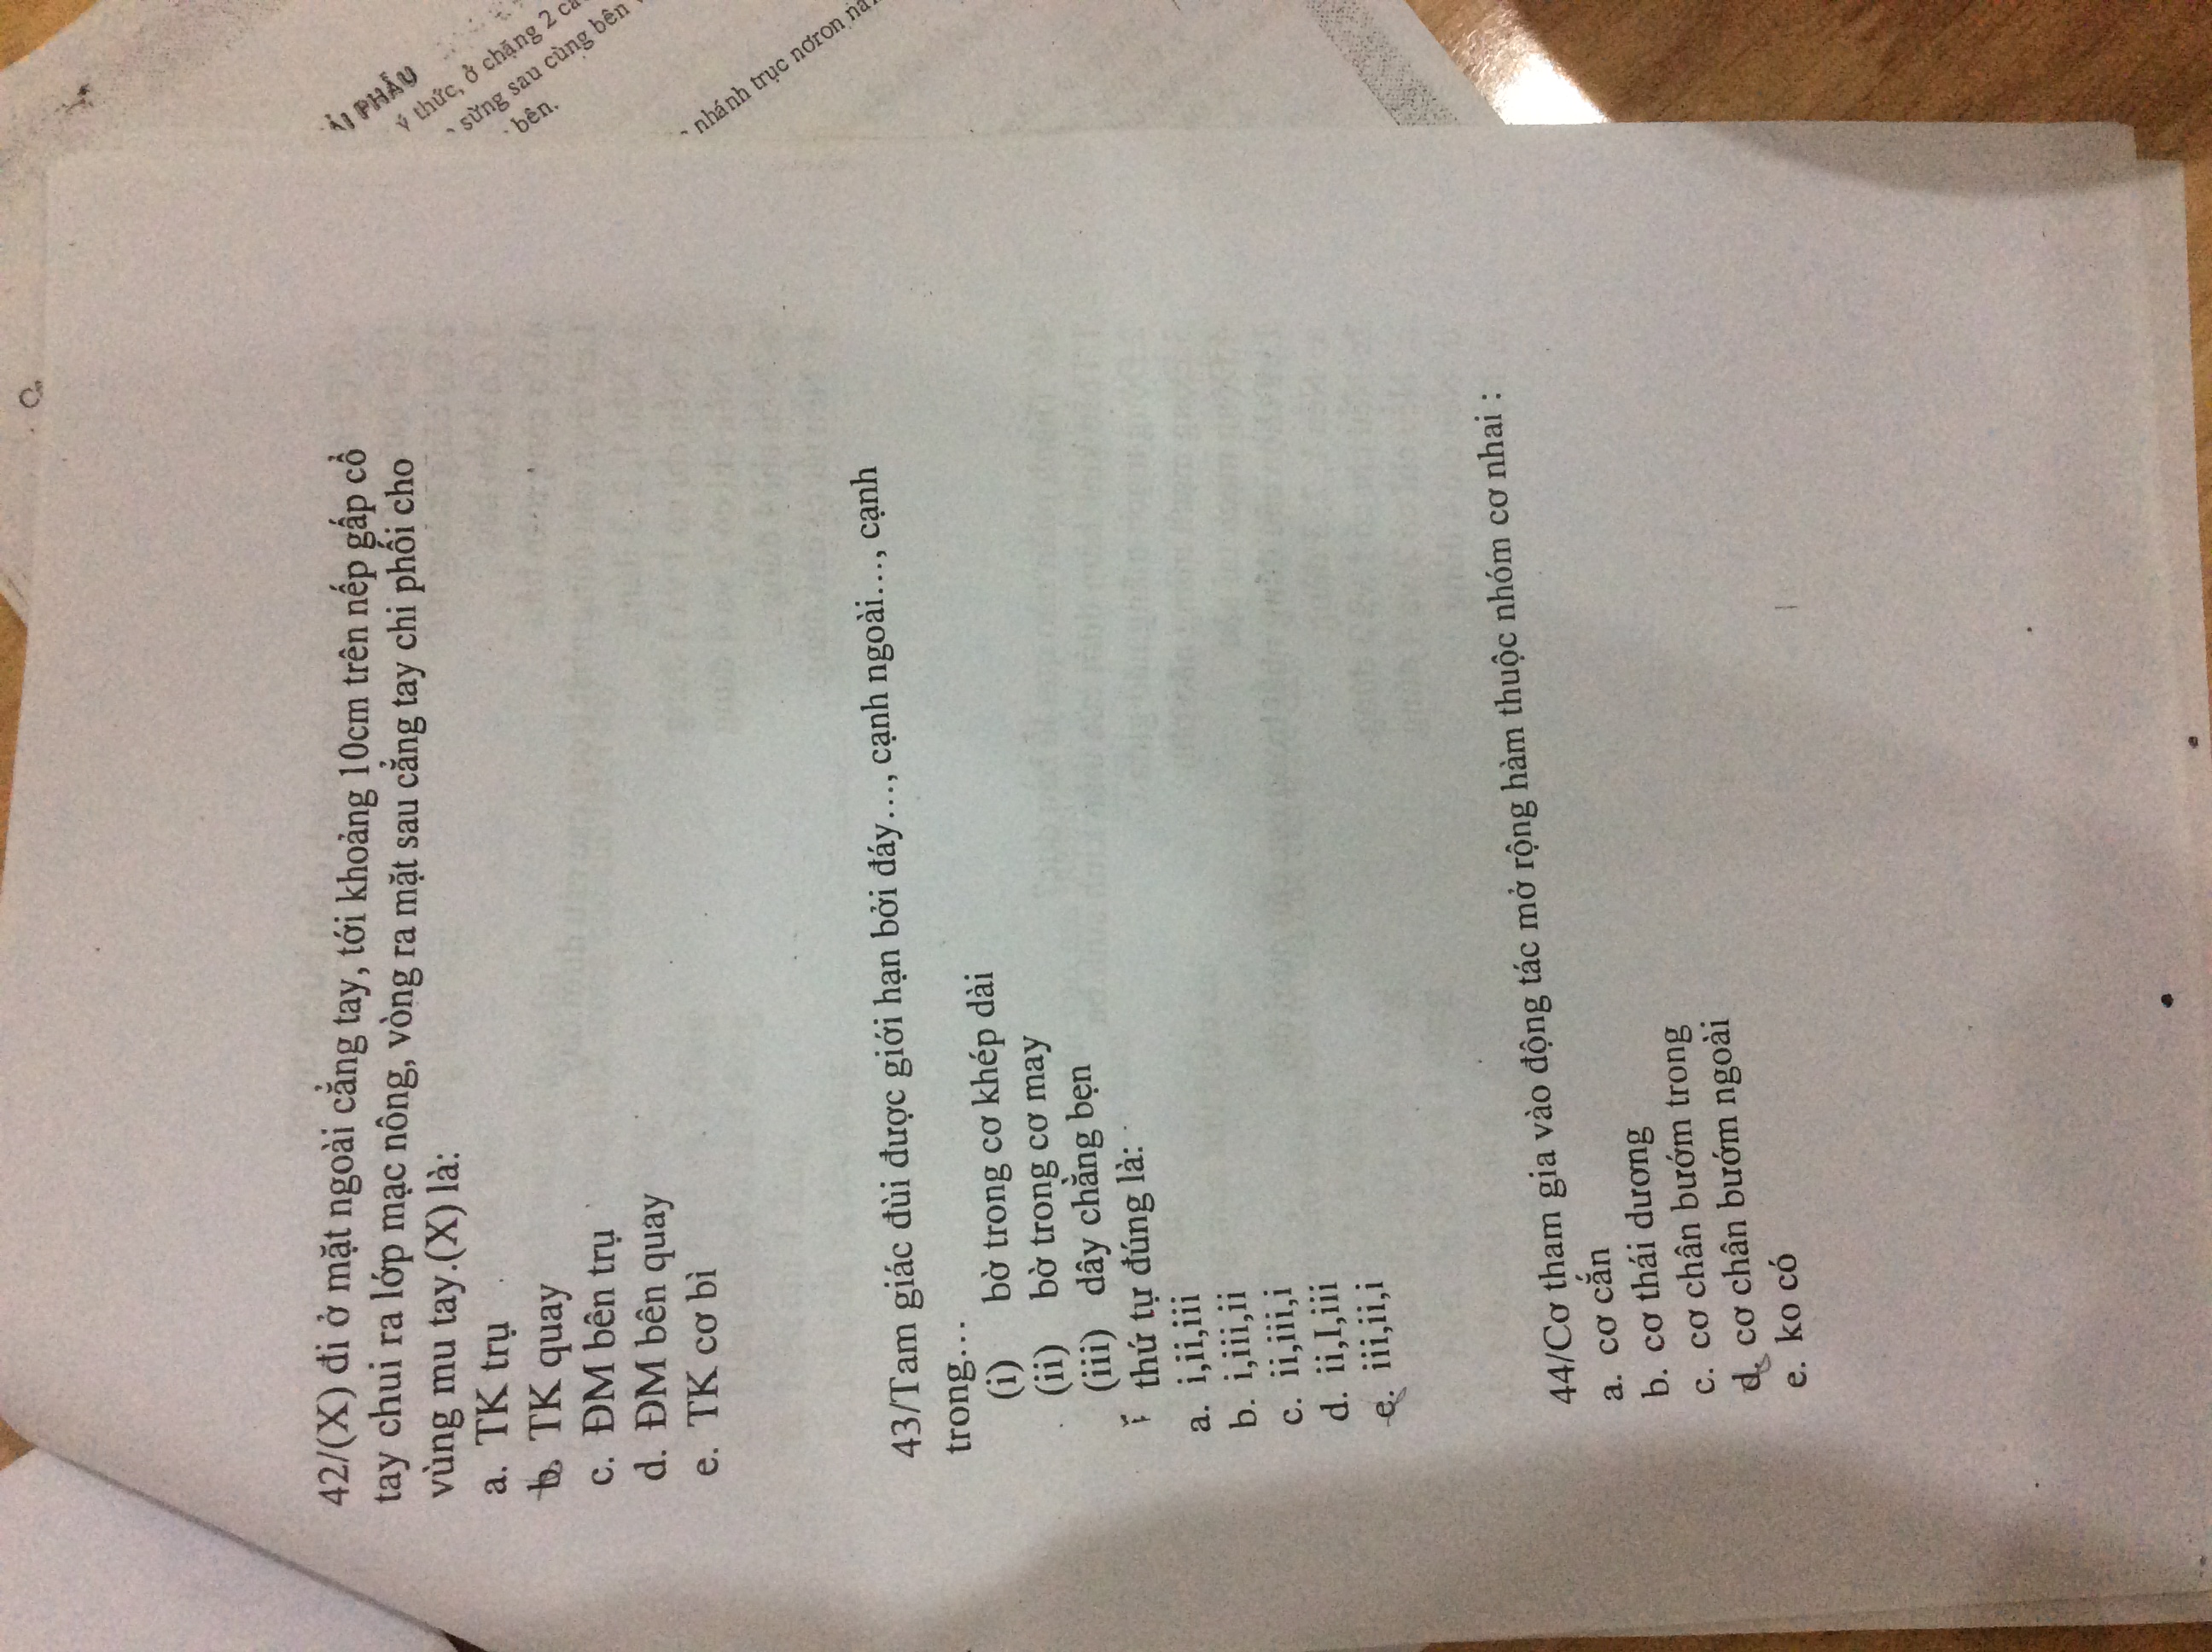 42/(X) đi ở mặt ngoài cẳng tay, tới khoảng 10cm trên nếp gấp cổ
tay chui ra lớp mạc nông, vòng ra mặt sau cẳng tay chi phối cho
vùng mu tay.(X) là:
a. TK trụ
b. TK quay
c. ĐM bên trụ
d. ĐM bên quay
e. TK cơ bì
43/Tam giác đùi được giới hạn bởi đáy…, cạnh ngoài…, cạnh
trong…
(i) bờ trong cơ khép dài
(ii) bờ trong cơ may
(iii) dây chằng bẹn
thứ tự đúng là:
a. i,ii,iii
b. i,iii,ii
c. ii,iii,i
d. ii,I,iii
e. iii,ii,i
44/Cơ tham gia vào động tác mở rộng hàm thuộc nhóm cơ nhai :
a. cơ cắn
b. cơ thái dương
c. cơ chân bướm trong
d. cơ chân bướm ngoài
e. ko có
PHẪU
ý thức, ở chặng 2
sừng sau cùng bên
bên.
nhánh trục nơron